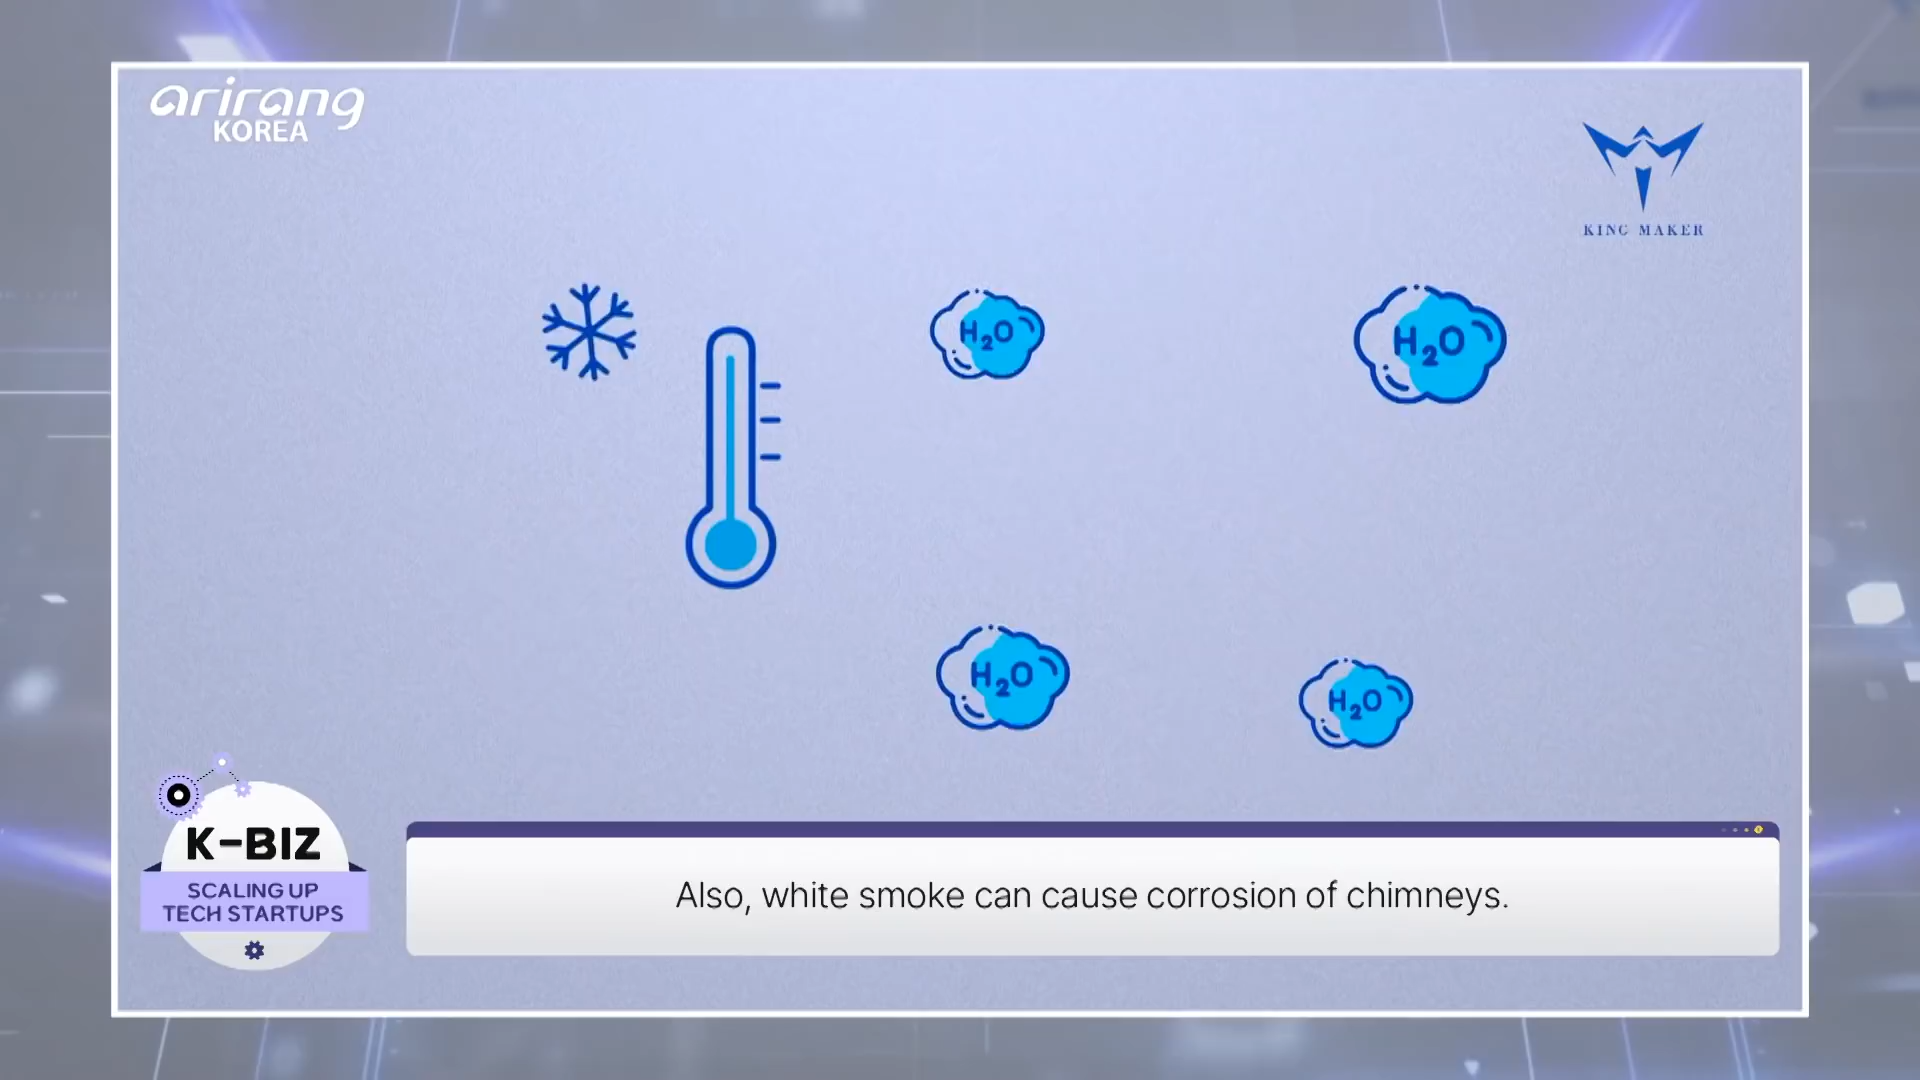 arirang
KOREA
KING MAKER
H₂O
H₂O
H₂O
H₂O
K-BIZ
SCALING UP
TECH STARTUPS
Also, white smoke can cause corrosion of chimneys.